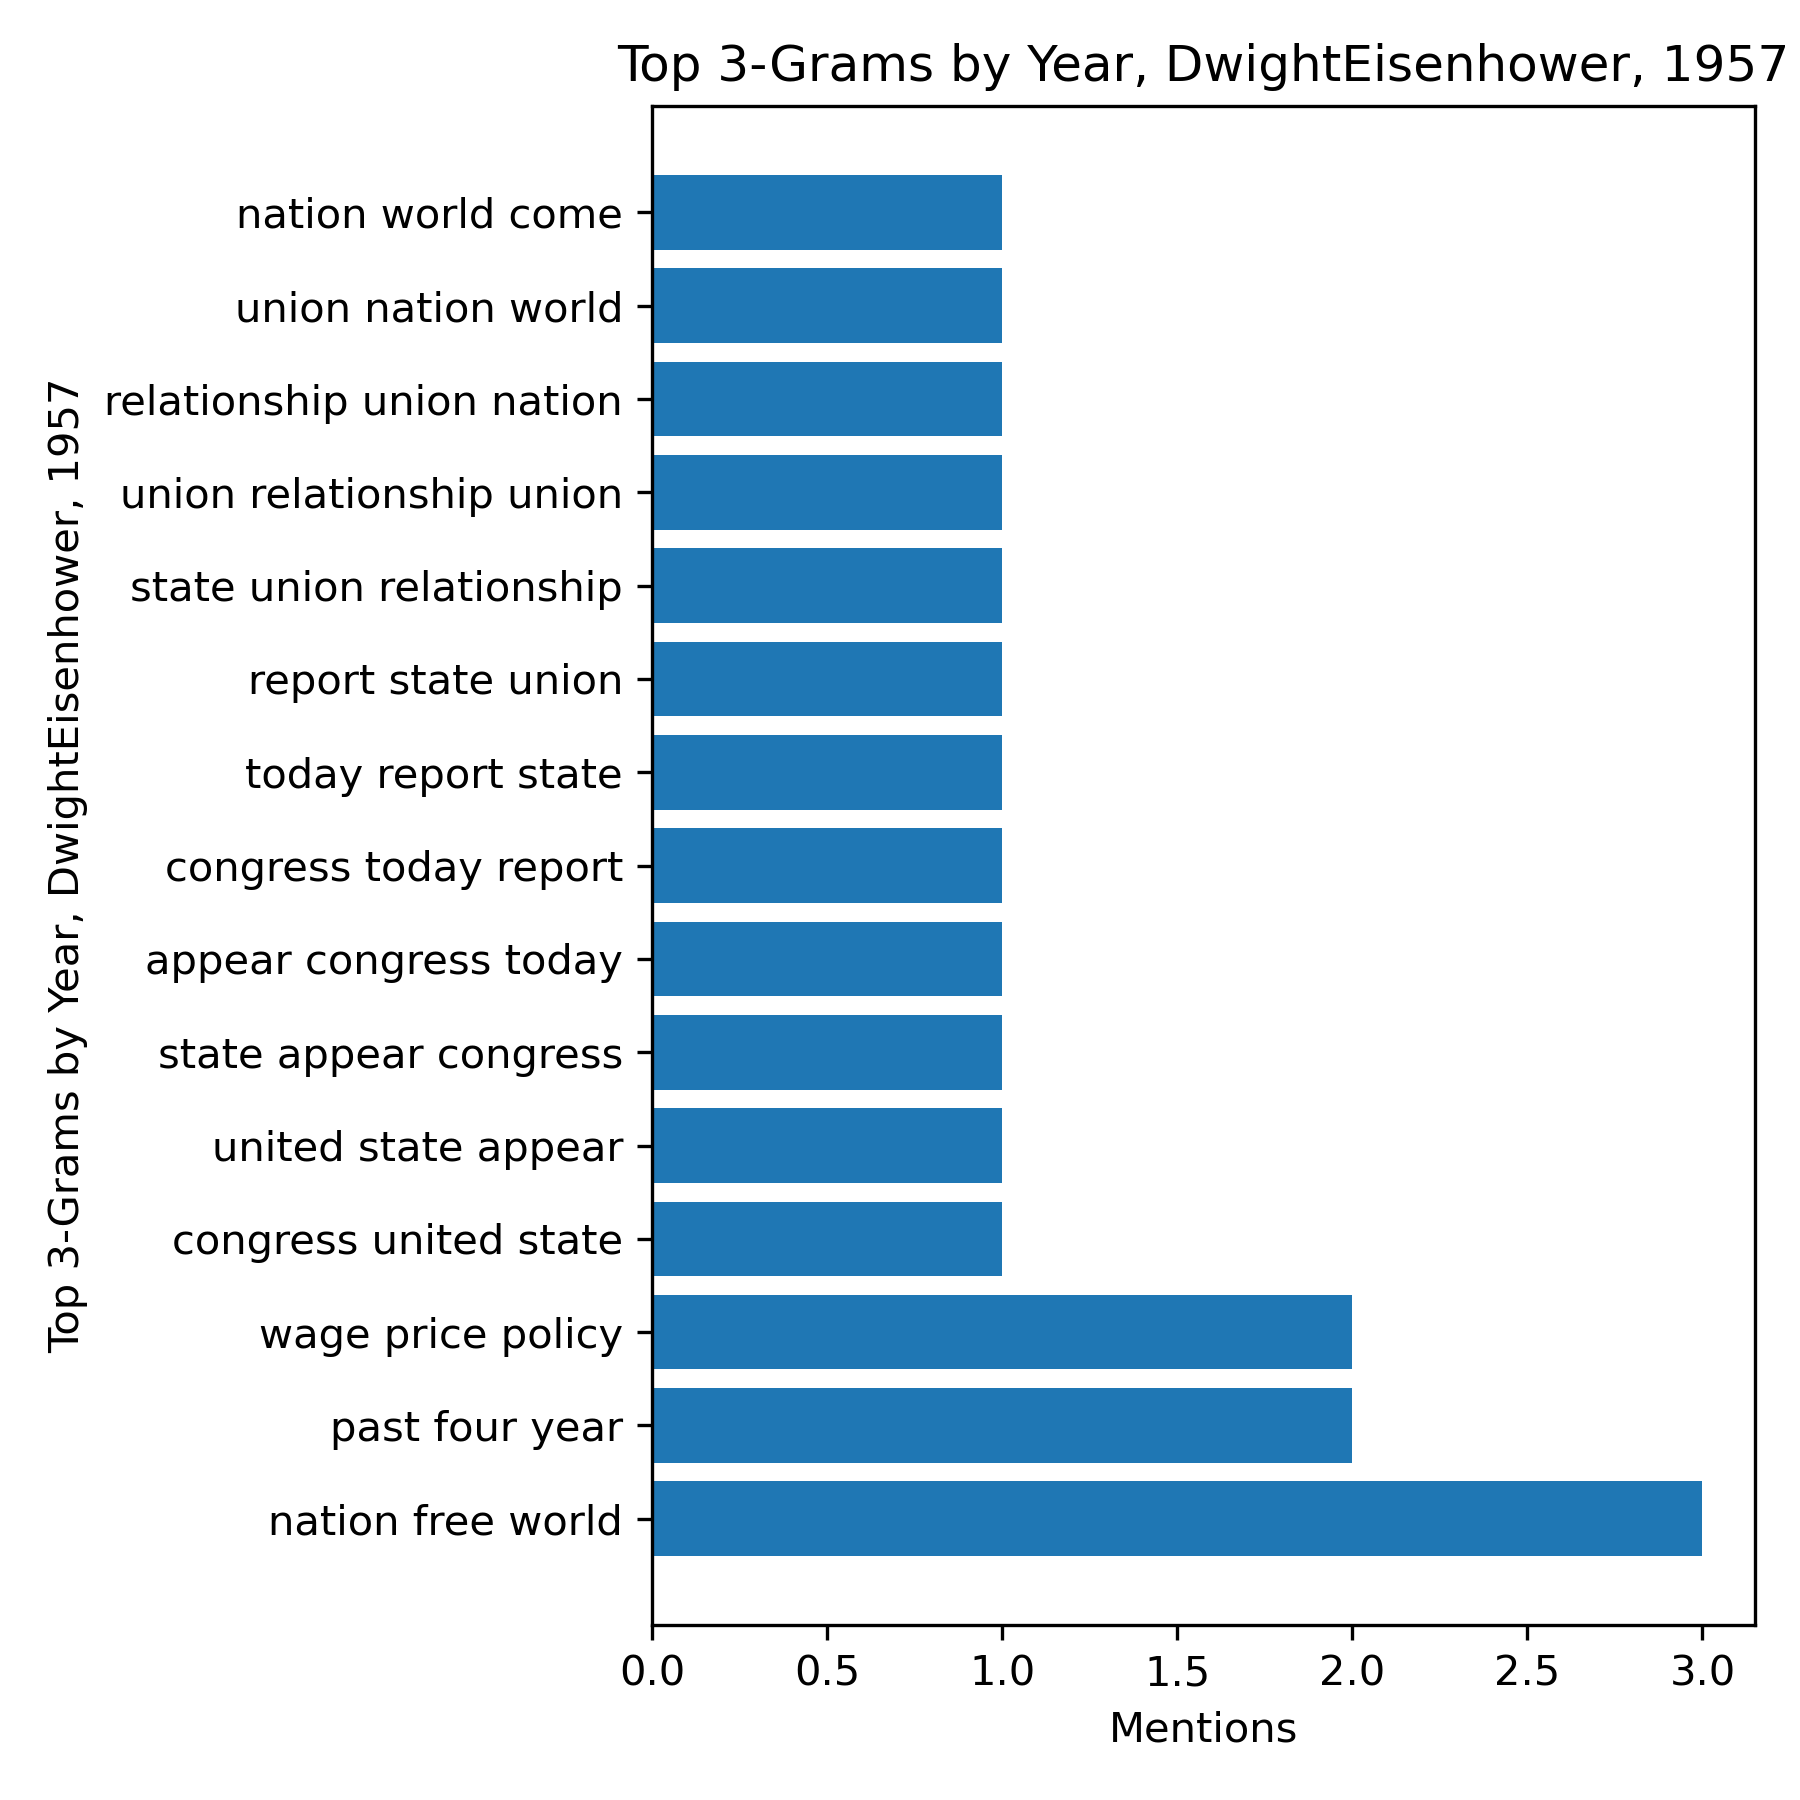 Top 3-Grams by Year, DwightEisenhower, 1957
Top 3-Grams by Year, DwightEisenhower, 1957
nation world come
union nation world
relationship union nation
union relationship union
state union relationship
report state union
today report state
congress today report
appear congress today
state appear congress
united state appear
congress united state
wage price policy
past four year
nation free world
0.0 0.5 1.0 1.5 2.0 2.5 3.0
Mentions